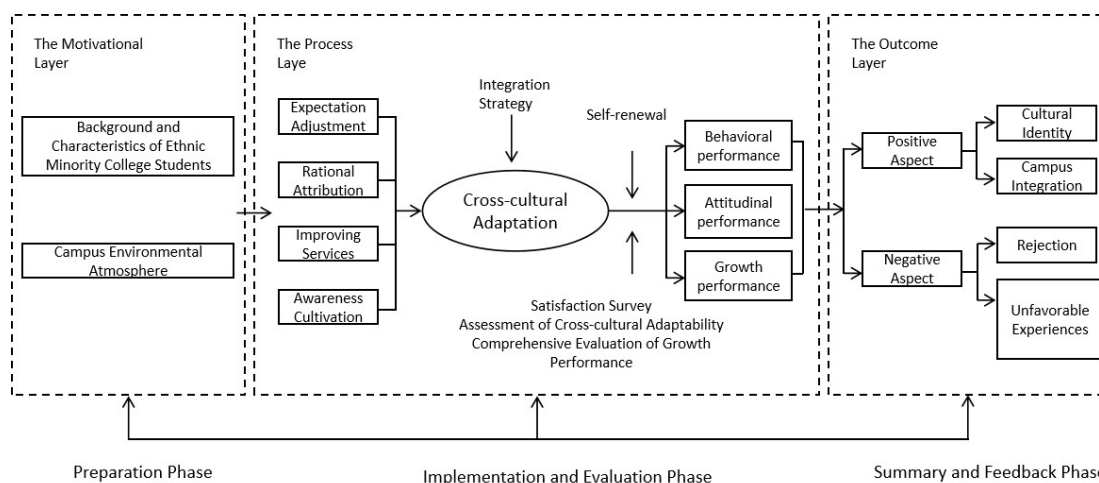 The Motivational
Layer
Background and
Characteristics of Ethnic
Minority College Students
Campus Environmental
Atmosphere
The Process
Laye
Expectation
Adjustment
Rational
Attribution
Improving
Services
Awareness
Cultivation
Integration
Strategy
Cross-cultural
Adaptation
Self-renewal
Satisfaction Survey
Assessment of Cross-cultural Adaptability
Comprehensive Evaluation of Growth
Performance
Behavioral
performance
Attitudinal
performance
Growth
performance
The Outcome
Layer
Positive
Aspect
Negative
Aspect
Cultural
Identity
Campus
Integration
Rejection
Unfavorable
Experiences
Preparation Phase
Implementation and Evaluation Phase
Summary and Feedback Phase